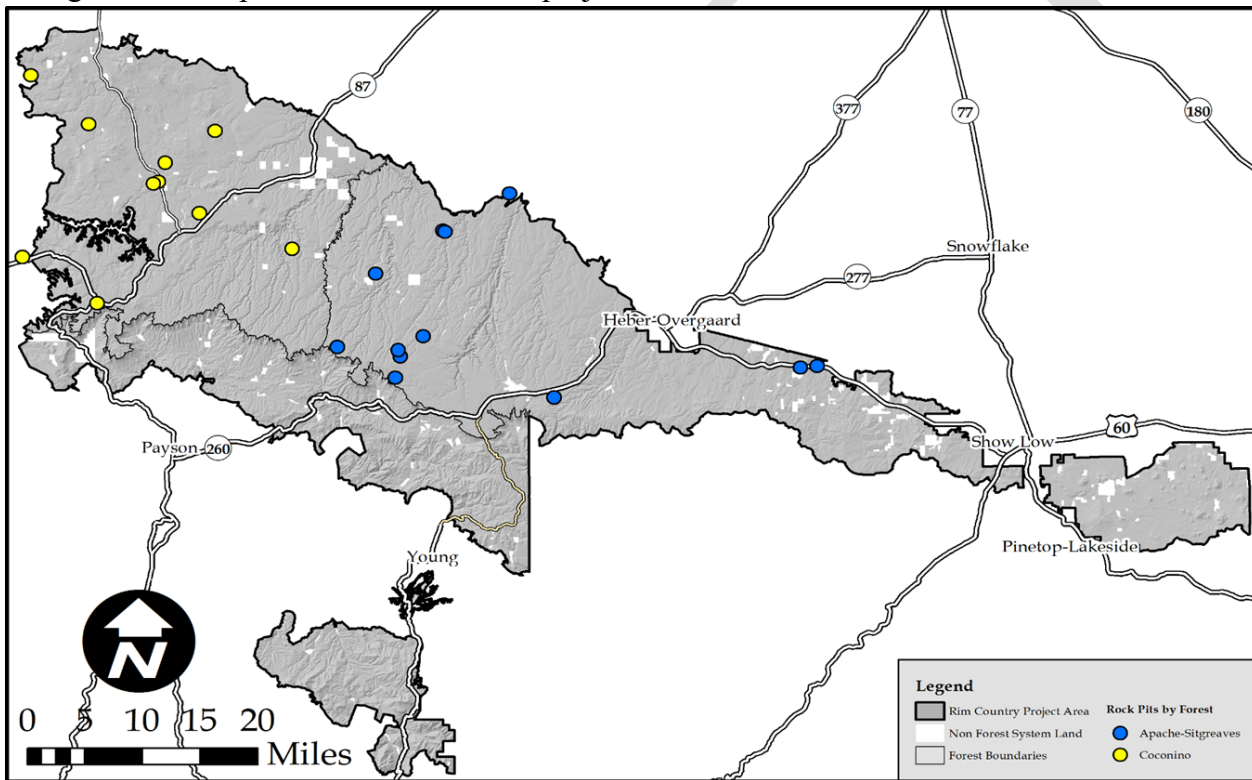 87
377
77
180
Snowflake
277
Heber-Overgaard
Show Low
60
Payson
260
Pinetop-Lakeside
Young
N
0 5 10 15 20
Miles
Legend
Rim Country Project Area
Non Forest System Land
Forest Boundaries
Rock Pits by Forest
Apache-Sitgreaves
Coconino